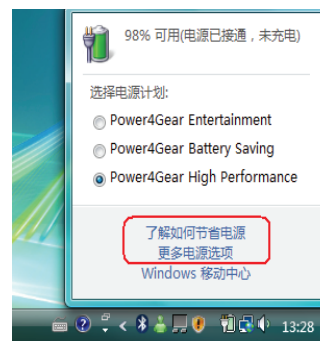 98% 可用(电源已接通，未充电)
选择电源计划:
Power4Gear Entertainment
Power4Gear Battery Saving
Power4Gear High Performance
了解如何节省电源
更多电源选项
Windows 移动中心
13:28